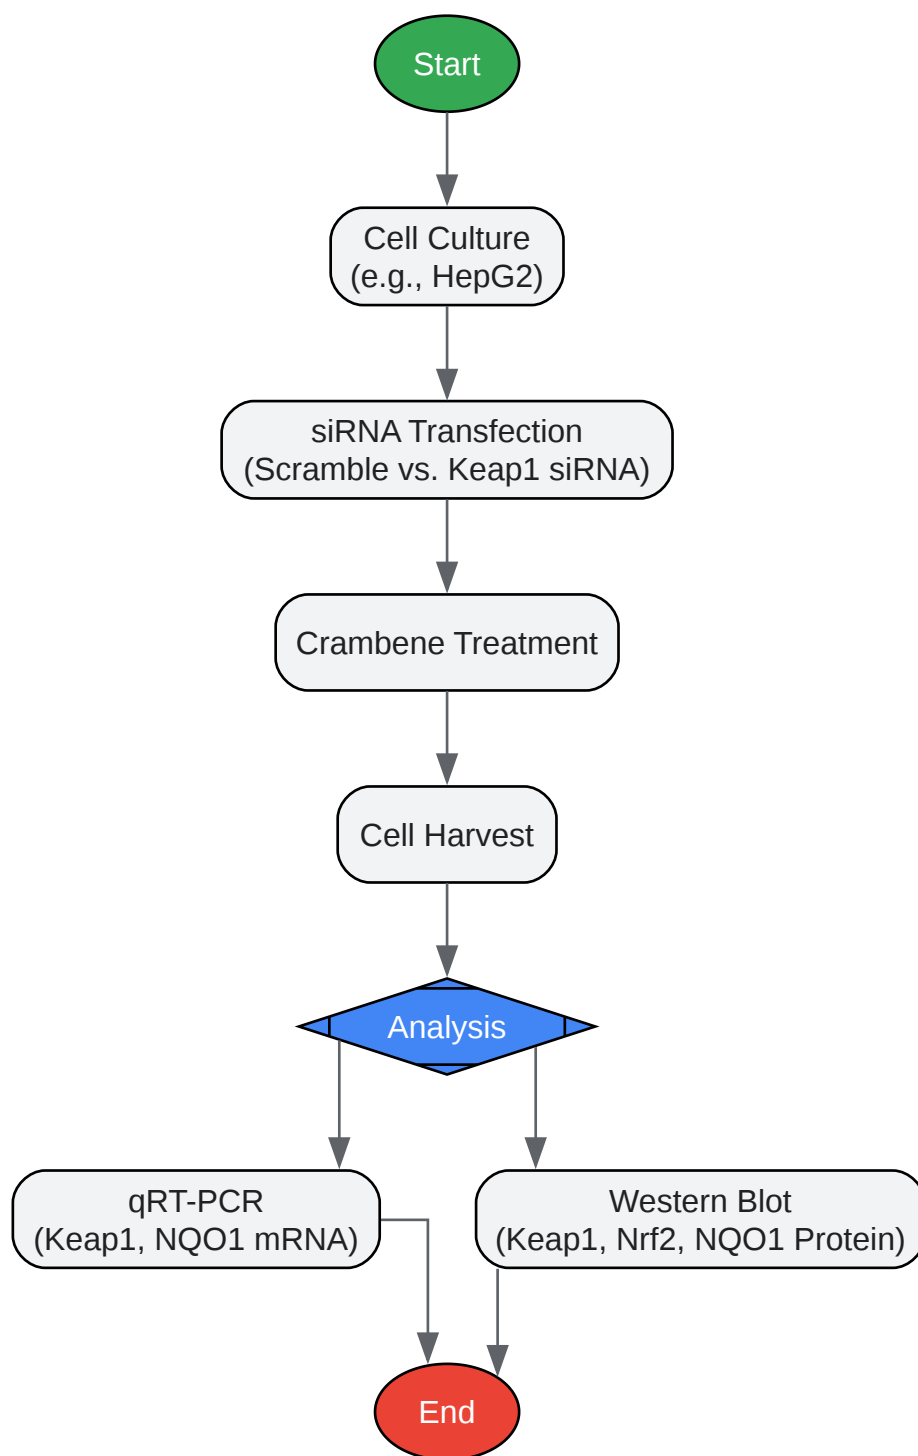 Start
Cell Culture
(e.g., HepG2)
siRNA Transfection
(Scramble vs. Keap1 siRNA)
Crambene Treatment
Cell Harvest
Analysis
qRT-PCR
(Keap1, NQO1 mRNA)
Western Blot
(Keap1, Nrf2, NQO1 Protein)
End